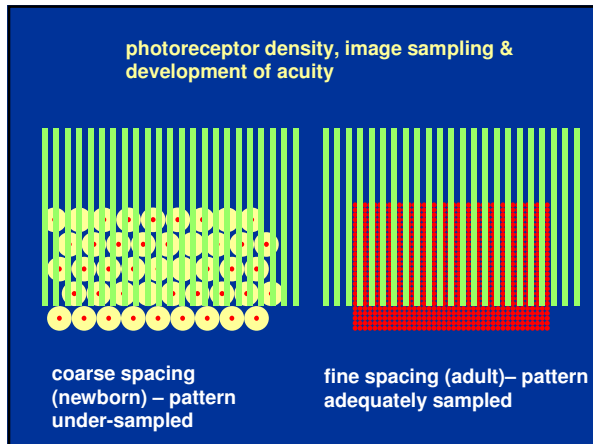 photoreceptor density, image sampling &
development of acuity
coarse spacing
(newborn) – pattern
under-sampled
fine spacing (adult)– pattern
adequately sampled